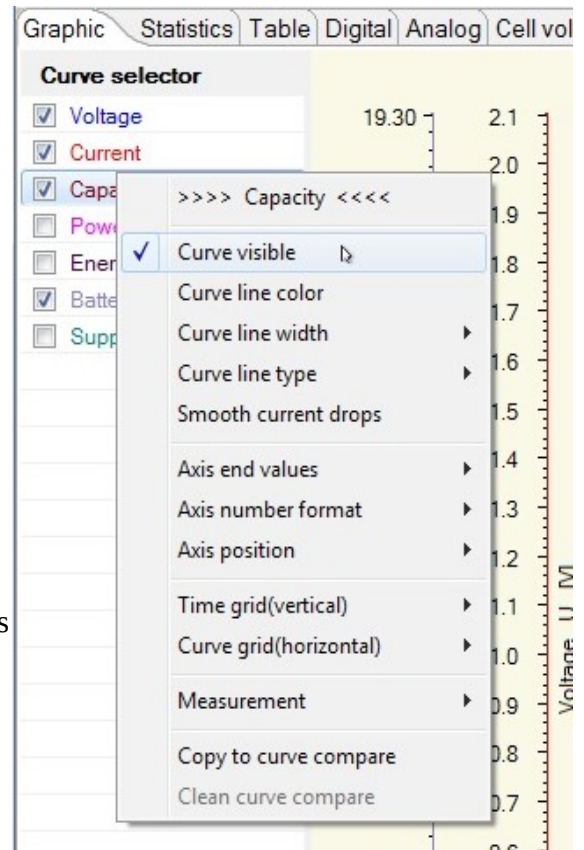 Graphic Statistics Table Digital Analog Cell vol
Curve selector
Voltage
Current
Capa
Powe
Ener
Batte
Supp
>>>> Capacity <<<<
Curve visible
Curve line color
Curve line width
Curve line type
Smooth current drops
Axis end values
Axis number format
Axis position
Time grid(vertical)
Curve grid(horizontal)
Measurement
Copy to curve compare
Clean curve compare
s
19.30
2.1
2.0
1.9
1.8
1.7
1.6
1.5
1.4
1.3
1.2
1.1
1.0
0.9
0.8
0.7
Voltage U